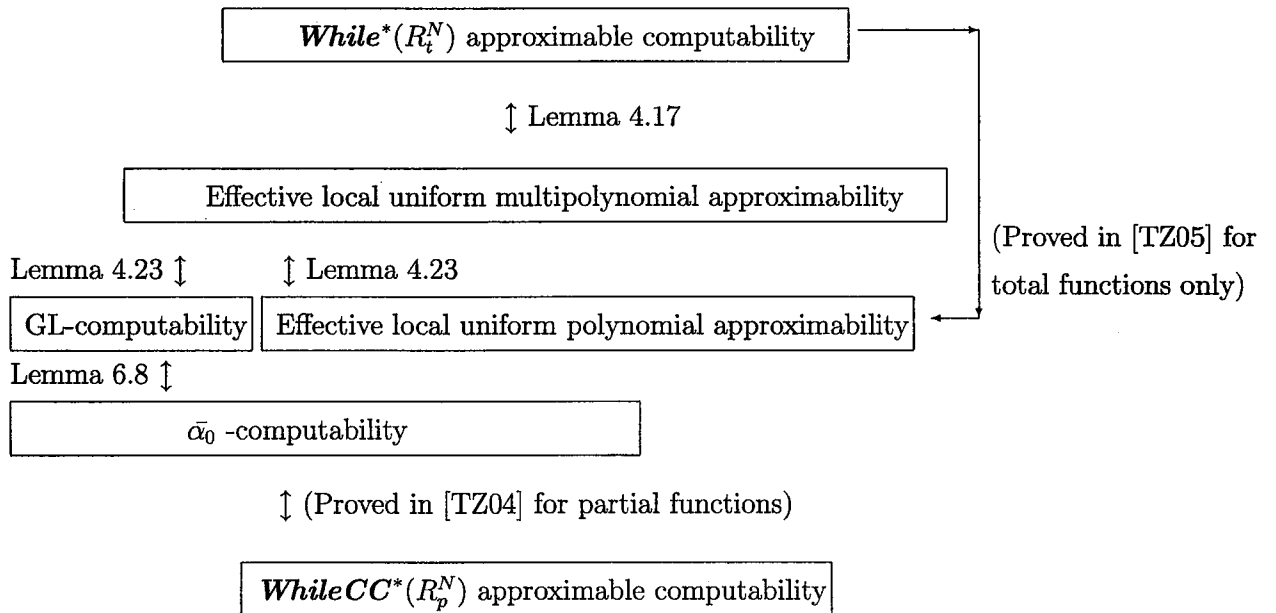 While*(R_t^N) approximable computability
↕ Lemma 4.17
Effective local uniform multipolynomial approximability
(Proved in [TZ05] for
total functions only)
Lemma 4.23 ↕ ↕ Lemma 4.23
GL-computability Effective local uniform polynomial approximability
Lemma 6.8 ↕
ᾱ₀ -computability
↕ (Proved in [TZ04] for partial functions)
WhileCC*(R_p^N) approximable computability